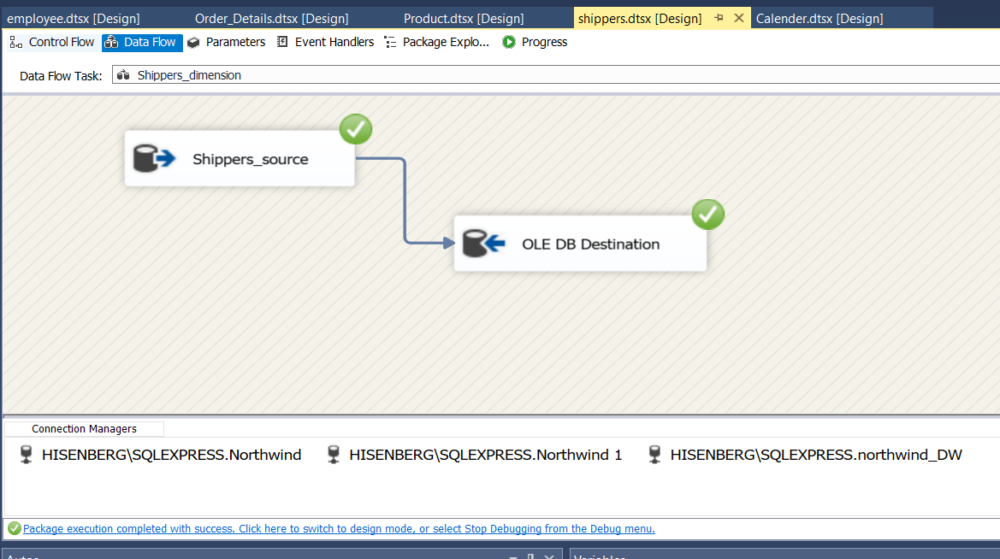 employee.dtsx [Design] Order_Details.dtsx [Design] Product.dtsx [Design] shippers.dtsx [Design] Calender.dtsx [Design]
Control Flow Data Flow Parameters Event Handlers Package Explo... Progress
Data Flow Task: Shippers_dimension
Shippers_source
OLE DB Destination
Connection Managers
HISENBERG\SQLEXPRESS.Northwind HISENBERG\SQLEXPRESS.Northwind 1 HISENBERG\SQLEXPRESS.northwind_DW
Package execution completed with success. Click here to switch to design mode, or select Stop Debugging from the Debug menu.
Autos Variables